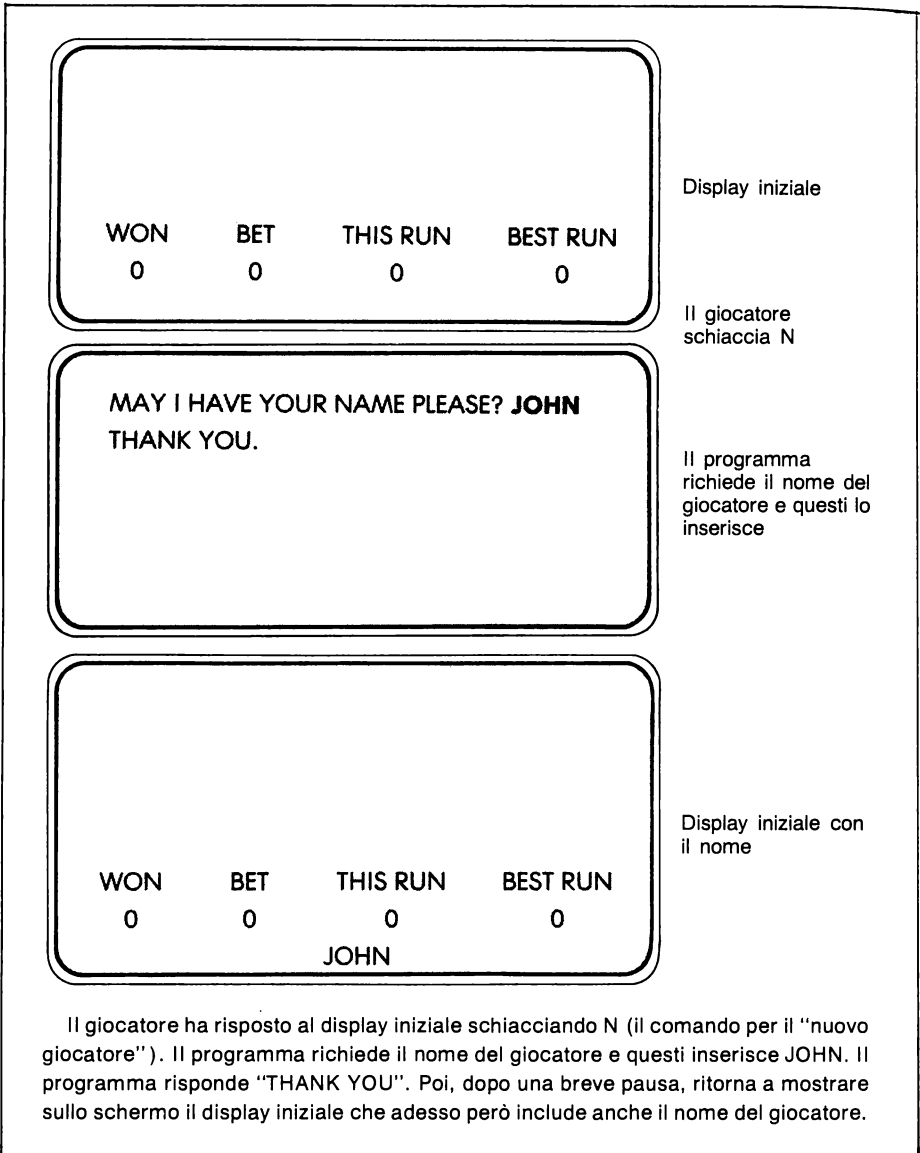 Display iniziale
WON BET THIS RUN BEST RUN
0 0 0 0
Il giocatore
schiaccia N
MAY I HAVE YOUR NAME PLEASE? JOHN
THANK YOU.
Il programma
richiede il nome del
giocatore e questi lo
inserisce
Display iniziale con
il nome
WON BET THIS RUN BEST RUN
0 0 0 0
JOHN
Il giocatore ha risposto al display iniziale schiacciando N (il comando per il "nuovo
giocatore"). Il programma richiede il nome del giocatore e questi inserisce JOHN. Il
programma risponde "THANK YOU". Poi, dopo una breve pausa, ritorna a mostrare
sullo schermo il display iniziale che adesso però include anche il nome del giocatore.